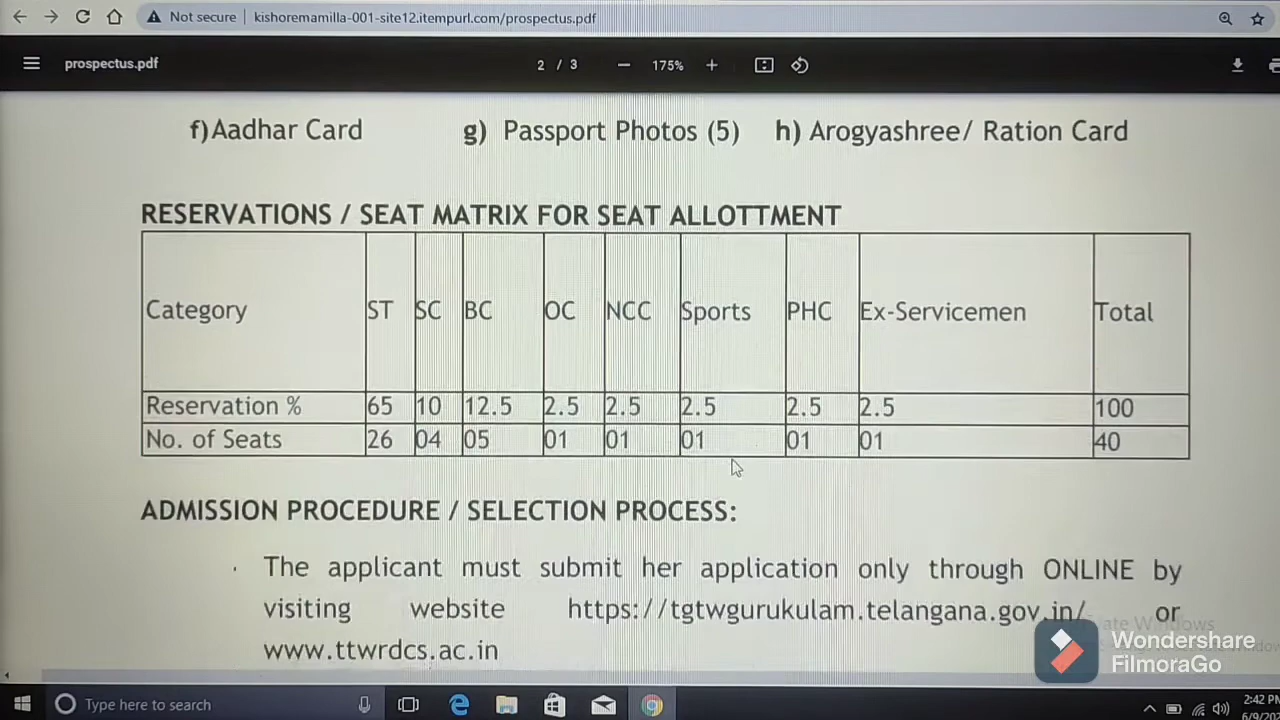 Not secure kishoremamilla-001-site12.itempurl.com/prospectus.pdf
prospectus.pdf 2 / 3 175%
f)Aadhar Card g) Passport Photos (5) h) Arogyashree/ Ration Card
RESERVATIONS / SEAT MATRIX FOR SEAT ALLOTTMENT
Category ST SC BC OC NCC Sports PHC Ex-Servicemen Total
Reservation % 65 10 12.5 2.5 2.5 2.5 2.5 2.5 100
No. of Seats 26 04 05 01 01 01 01 01 40
ADMISSION PROCEDURE / SELECTION PROCESS:
The applicant must submit her application only through ONLINE by
visiting website https://tgtwgurukulam.telangana.gov.in/ or
www.ttwrdcs.ac.in
Wondershare
FilmoraGo
Type here to search
2:42 PM